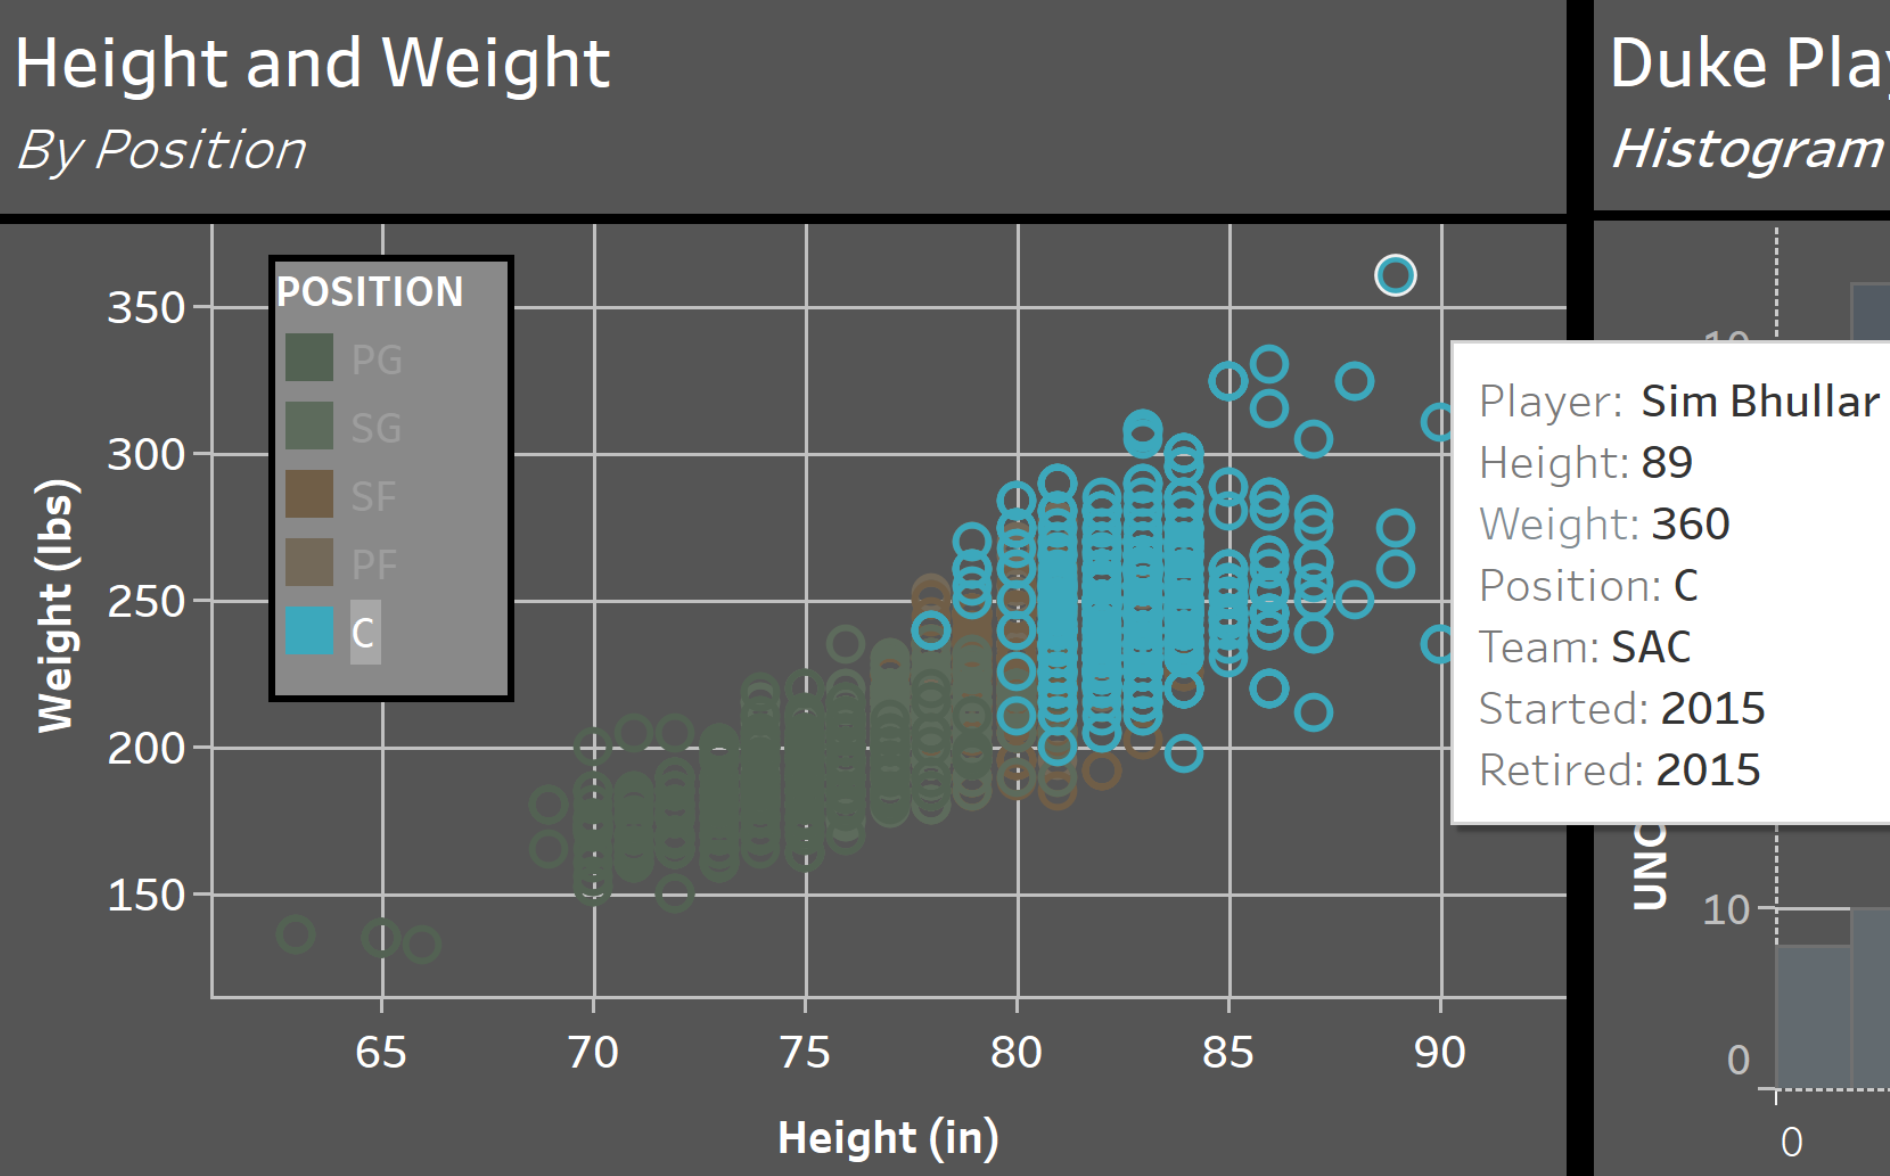 Height and Weight
By Position
POSITION
PG
SG
SF
PF
C
350
300
250
200
150
Weight (lbs)
65
70
75
80
85
90
Height (in)
Duke Play
Histogram
Player: Sim Bhullar
Height: 89
Weight: 360
Position: C
Team: SAC
Started: 2015
Retired: 2015
UNC
10
0
0